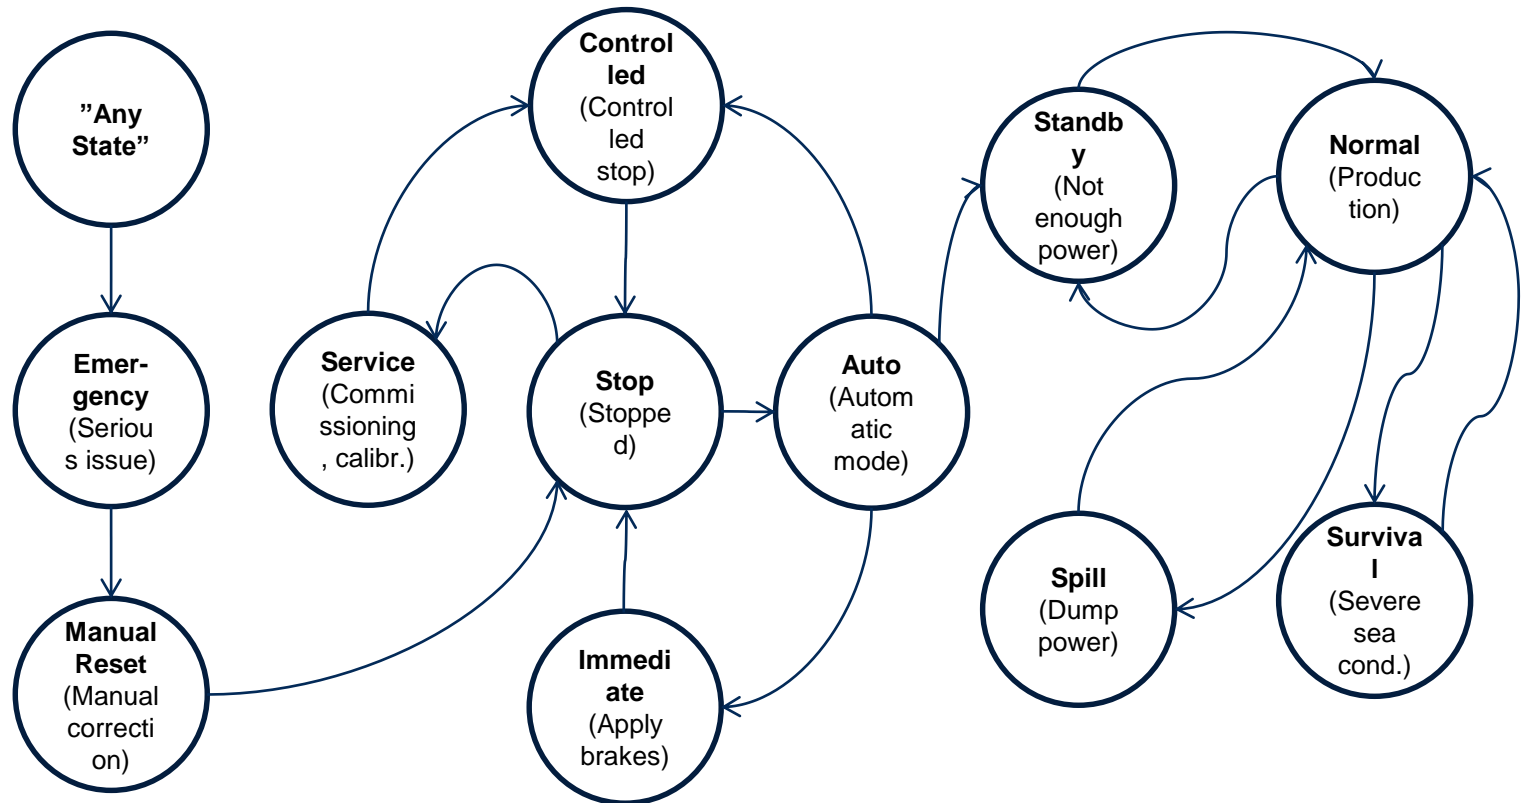 ”Any
State”
Emer-
gency
(Seriou
s issue)
Manual
Reset
(Manual
correcti
on)
Control
led
(Control
led
stop)
Service
(Commi
ssioning
, calibr.)
Stop
(Stoppe
d)
Auto
(Autom
atic
mode)
Immedi
ate
(Apply
brakes)
Standb
y
(Not
enough
power)
Normal
(Produc
tion)
Spill
(Dump
power)
Surviva
l
(Severe
sea
cond.)